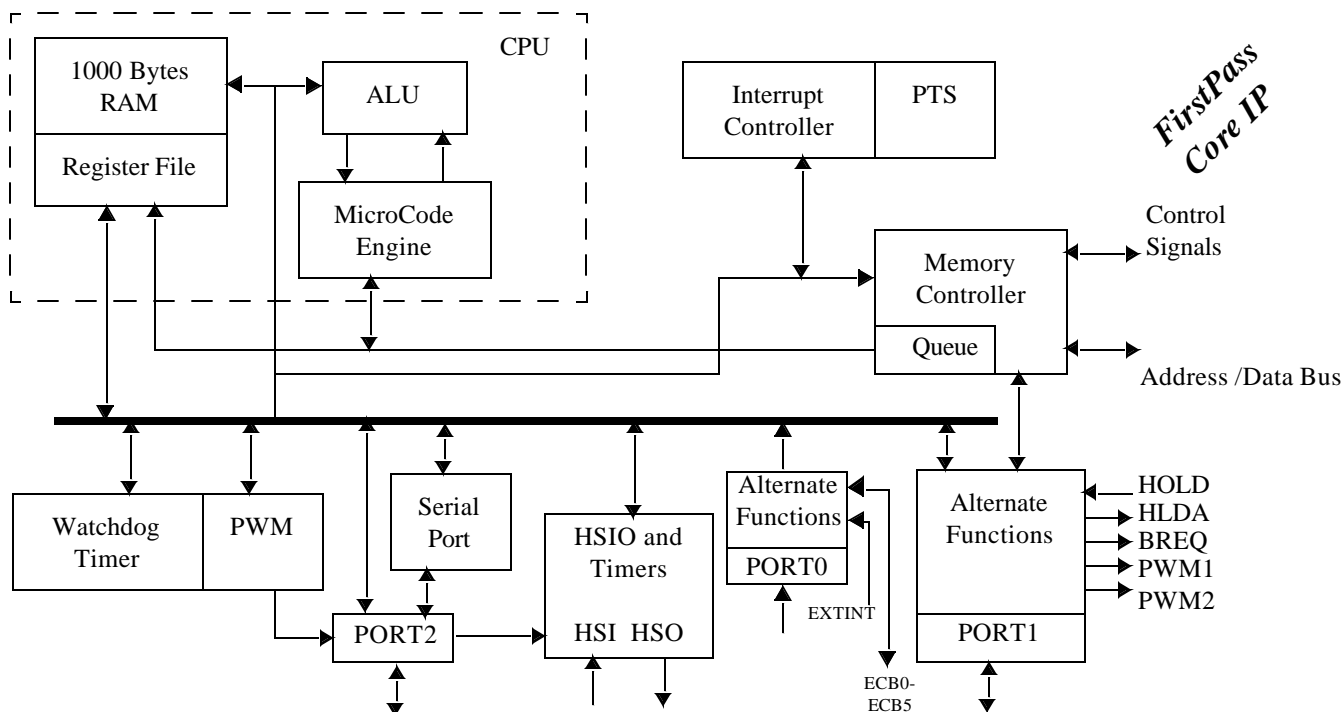 CPU
1000 Bytes
RAM
Register File
ALU
MicroCode
Engine
Interrupt
Controller
PTS
FirstPass
Core IP
Memory
Controller
Queue
Control
Signals
Address /Data Bus
Watchdog
Timer
PWM
Serial
Port
PORT2
HSIO and
Timers
HSI HSO
Alternate
Functions
PORT0
EXTINT
ECB0-
ECB5
Alternate
Functions
PORT1
HOLD
HLDA
BREQ
PWM1
PWM2